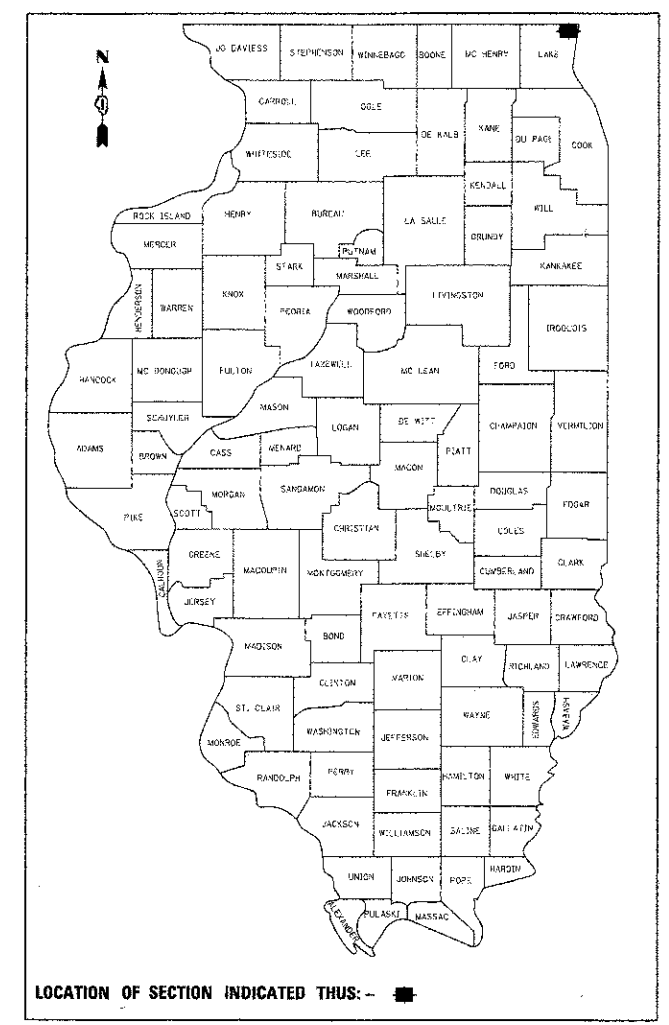 JO DAVIESS STEPHENSON WINNEBAGO BOONE MC HENRY LAKE
N
CARROLL OGLE
DE KALB KANE DU PAGE COOK
WHITESIDE LEE
KENDALL
WILL
ROCK ISLAND HENRY BUREAU LA SALLE
GRUNDY
MERCER PUTNAM
KANKAKEE
STARK MARSHALL
HENDERSON WARREN KNOX PEORIA WOODFORD LIVINGSTON
IROQUOIS
HANCOCK MC DONOUGH FULTON TAZEWELL MC LEAN FORD
MASON
SCHUYLER LOGAN DE WITT CHAMPAIGN VERMILION
ADAMS BROWN CASS MENARD PIATT
MACON
PIKE SCOTT MORGAN SANGAMON DOUGLAS EDGAR
MOULTRIE
CHRISTIAN COLES
GREENE SHELBY
CALHOUN MACOUPIN MONTGOMERY CUMBERLAND CLARK
JERSEY
FAYETTE EFFINGHAM JASPER CRAWFORD
MADISON BOND
CLAY RICHLAND LAWRENCE
CLINTON MARION
ST. CLAIR WAYNE EDWARDS WABASH
WASHINGTON JEFFERSON
MONROE
RANDOLPH PERRY HAMILTON WHITE
FRANKLIN
JACKSON WILLIAMSON SALINE GALLATIN
UNION JOHNSON POPE HARDIN
ALEXANDER PULASKI MASSAC
LOCATION OF SECTION INDICATED THUS: -